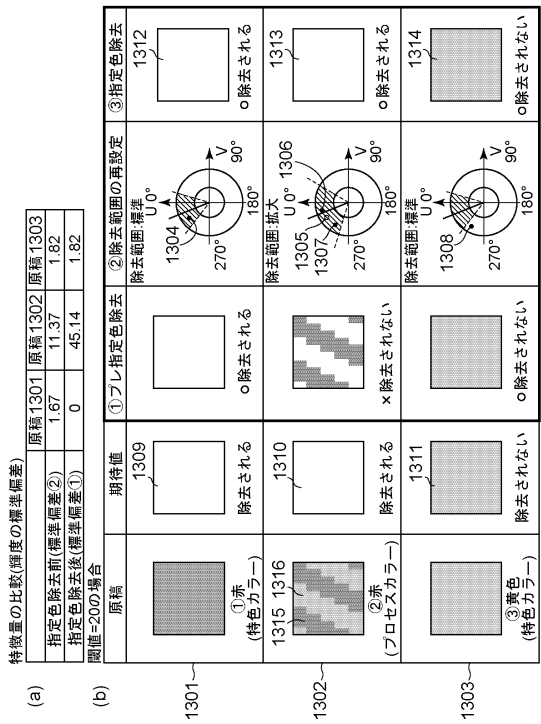 (a)
特徴量の比較(輝度の標準偏差)
原稿1301 原稿1302 原稿1303
指定色除去前(標準偏差②) 1.67 11.37 1.82
指定色除去後(標準偏差①) 0 45.14 1.82
(b)
閾値=20の場合
原稿 期待値 ①プレ指定色除去 ②除去範囲の再設定 ③指定色除去
1301
①赤
(特色カラー)
1309
除去される
○除去される
除去範囲:標準
U 0°
V
90°
180°
270°
1304
1312
○除去される
1302
1315
1316
②赤
(プロセスカラー)
1310
除去される
×除去されない
除去範囲:拡大
U 0°
V
90°
180°
270°
1305
1306
1307
1313
○除去される
1303
③黄色
(特色カラー)
1311
除去されない
○除去されない
除去範囲:標準
U 0°
V
90°
180°
270°
1308
1314
○除去されない